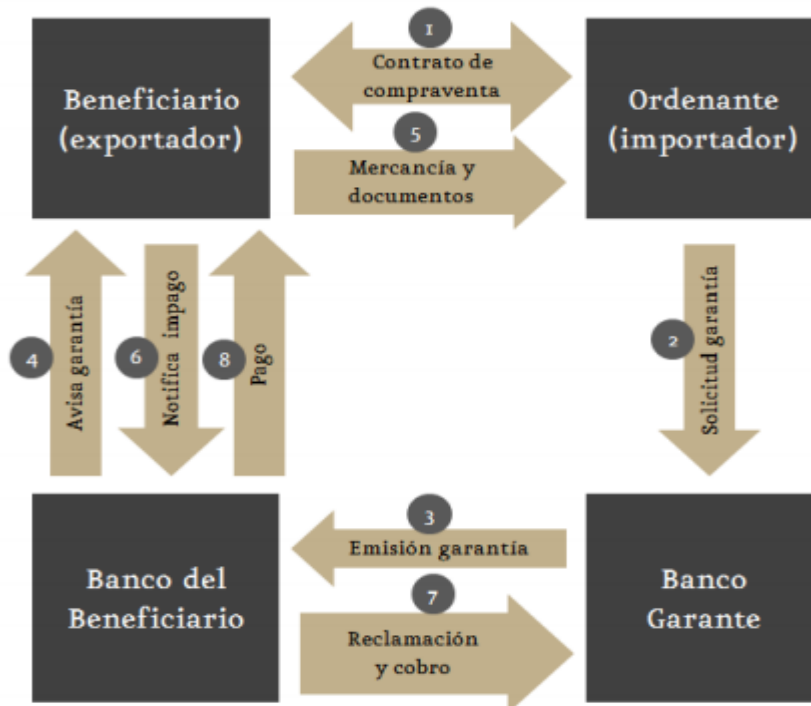 1
Contrato de
compraventa
Beneficiario
(exportador)
Ordenante
(importador)
5
Mercancía y
documentos
4
Avisa garantía
6
Notifica impago
8
Pago
2
Solicitud garantía
3
Emisión garantía
Banco del
Beneficiario
Banco
Garante
7
Reclamación
y cobro